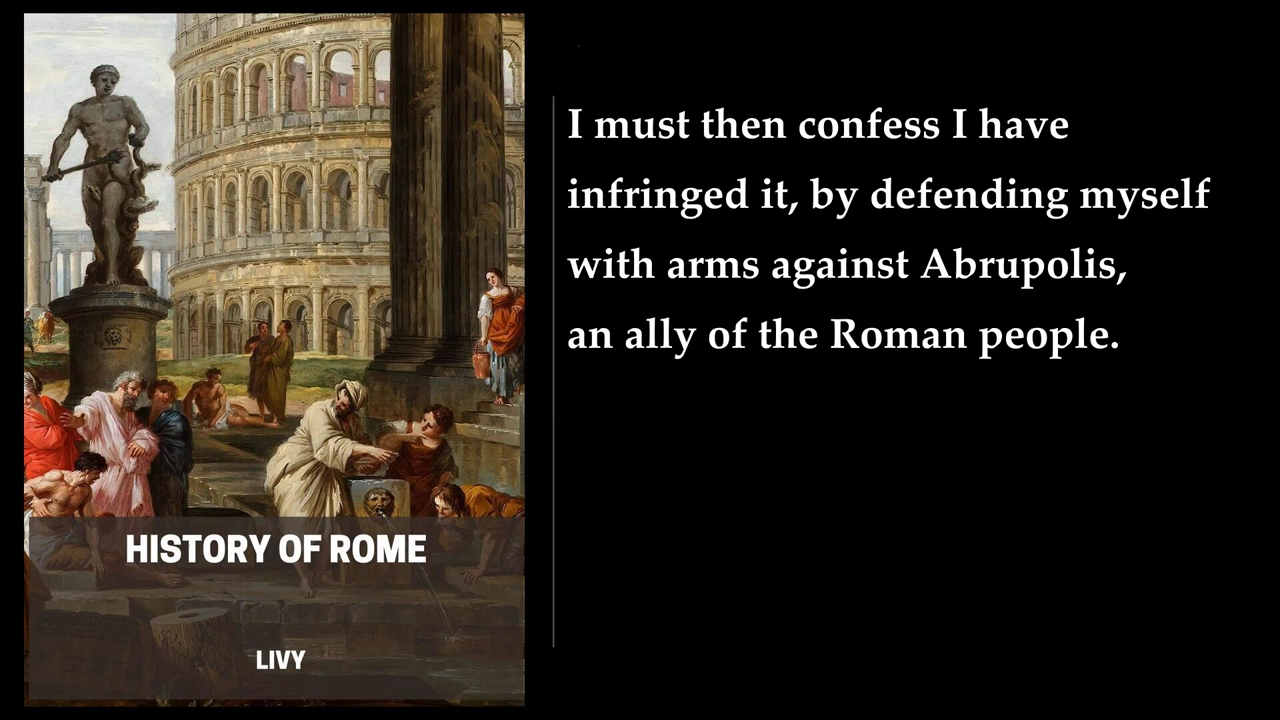 HISTORY OF ROME
LIVY
I must then confess I have
infringed it, by defending myself
with arms against Abrupolis,
an ally of the Roman people.